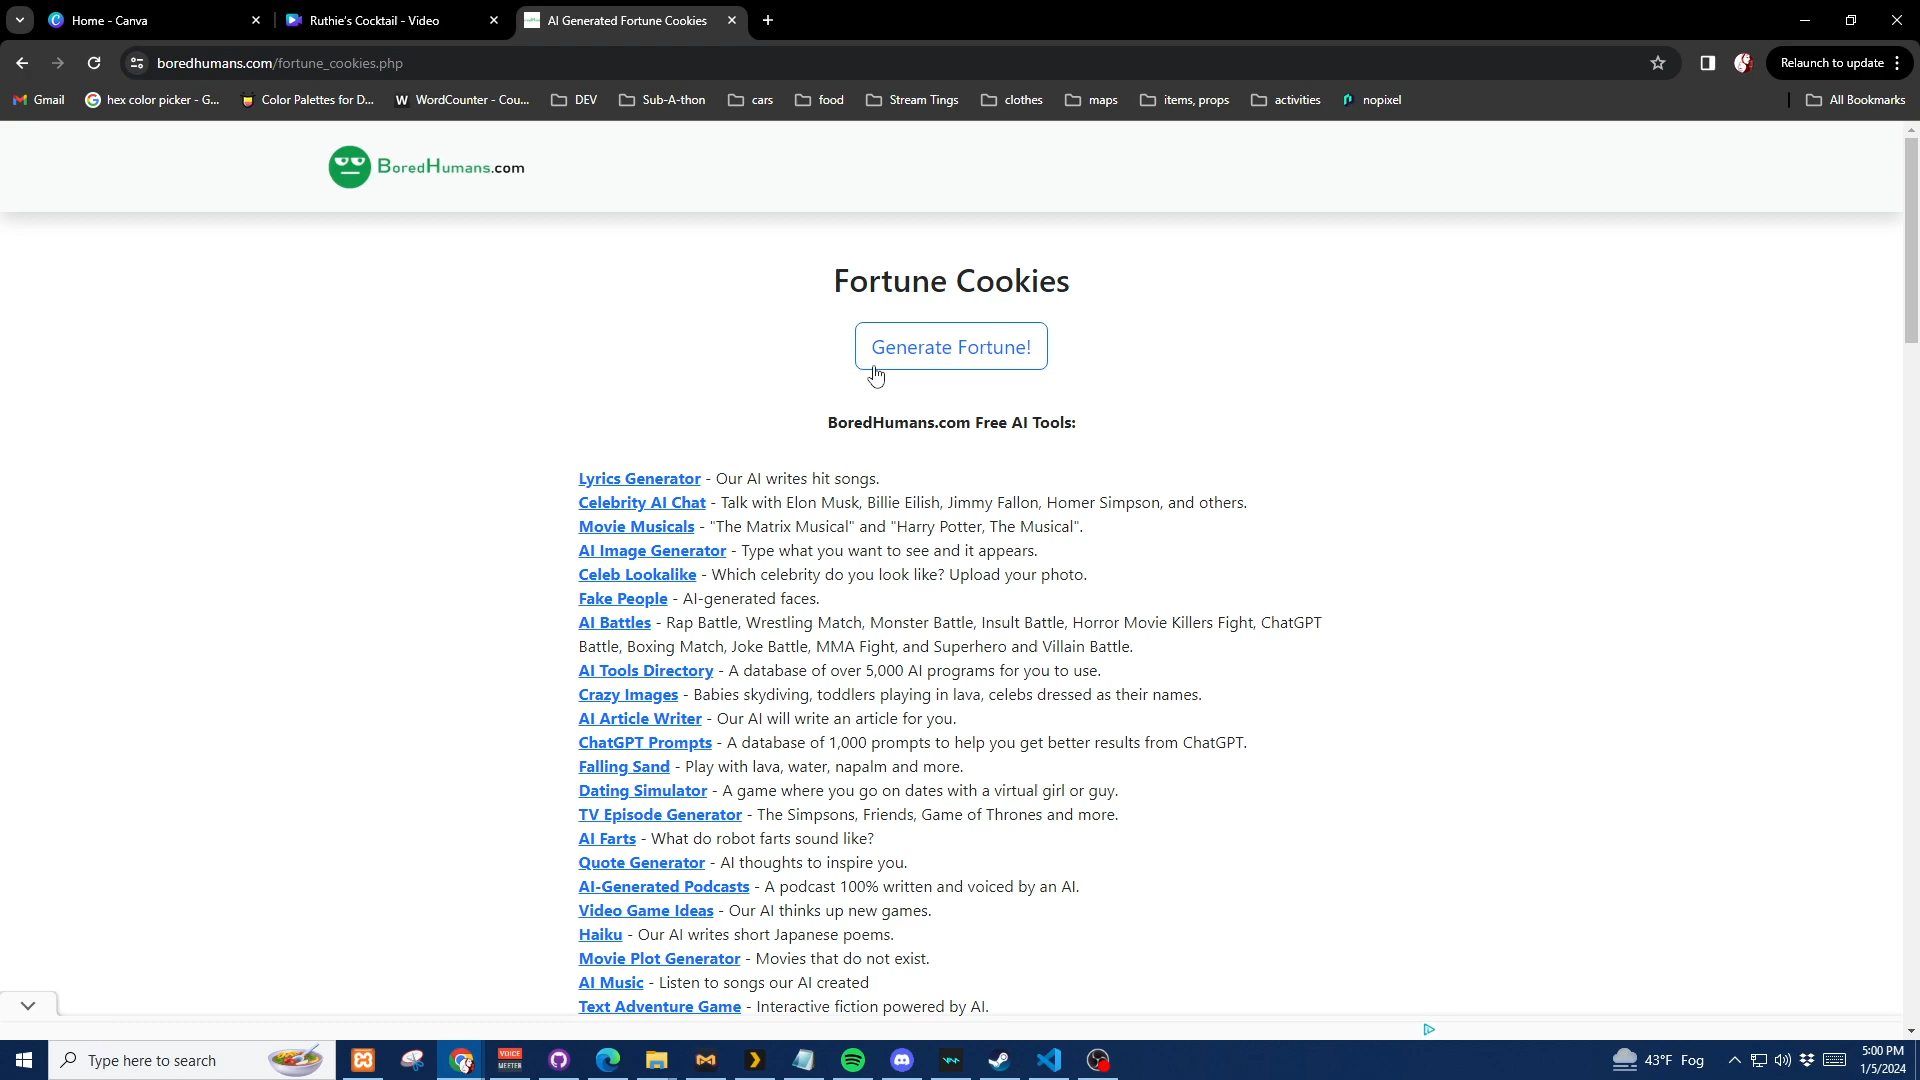 Home - Canva
Ruthie's Cocktail - Video
AI Generated Fortune Cookies
boredhumans.com/fortune_cookies.php
Relaunch to update
Gmail
hex color picker - G...
Color Palettes for D...
WordCounter - Cou...
DEV
Sub-A-thon
cars
food
Stream Tings
clothes
maps
items, props
activities
nopixel
All Bookmarks
BoredHumans.com
Fortune Cookies
Generate Fortune!
BoredHumans.com Free AI Tools:
Lyrics Generator - Our AI writes hit songs.
Celebrity AI Chat - Talk with Elon Musk, Billie Eilish, Jimmy Fallon, Homer Simpson, and others.
Movie Musicals - "The Matrix Musical" and "Harry Potter, The Musical".
AI Image Generator - Type what you want to see and it appears.
Celeb Lookalike - Which celebrity do you look like? Upload your photo.
Fake People - AI-generated faces.
AI Battles - Rap Battle, Wrestling Match, Monster Battle, Insult Battle, Horror Movie Killers Fight, ChatGPT
Battle, Boxing Match, Joke Battle, MMA Fight, and Superhero and Villain Battle.
AI Tools Directory - A database of over 5,000 AI programs for you to use.
Crazy Images - Babies skydiving, toddlers playing in lava, celebs dressed as their names.
AI Article Writer - Our AI will write an article for you.
ChatGPT Prompts - A database of 1,000 prompts to help you get better results from ChatGPT.
Falling Sand - Play with lava, water, napalm and more.
Dating Simulator - A game where you go on dates with a virtual girl or guy.
TV Episode Generator - The Simpsons, Friends, Game of Thrones and more.
AI Farts - What do robot farts sound like?
Quote Generator - AI thoughts to inspire you.
AI-Generated Podcasts - A podcast 100% written and voiced by an AI.
Video Game Ideas - Our AI thinks up new games.
Haiku - Our AI writes short Japanese poems.
Movie Plot Generator - Movies that do not exist.
AI Music - Listen to songs our AI created
Text Adventure Game - Interactive fiction powered by AI.
Type here to search
VOICE
MEETER
43°F Fog
5:00 PM
1/5/2024